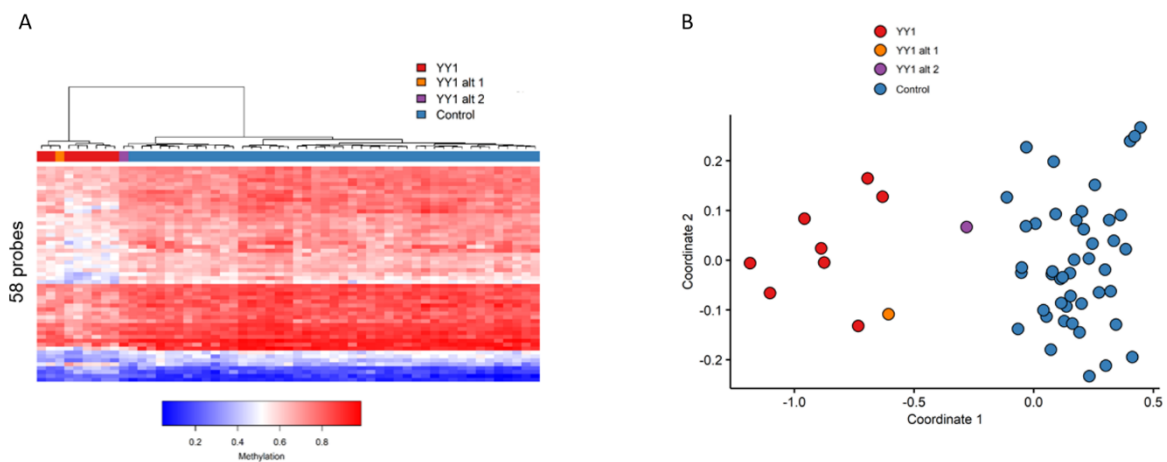 A
YY1
YY1 alt 1
YY1 alt 2
Control
58 probes
0.2 0.4 0.6 0.8
Methylation
B
YY1
YY1 alt 1
YY1 alt 2
Control
0.2
0.1
0.0
-0.1
-0.2
Coordinate 2
-1.0 -0.5 0.0 0.5
Coordinate 1